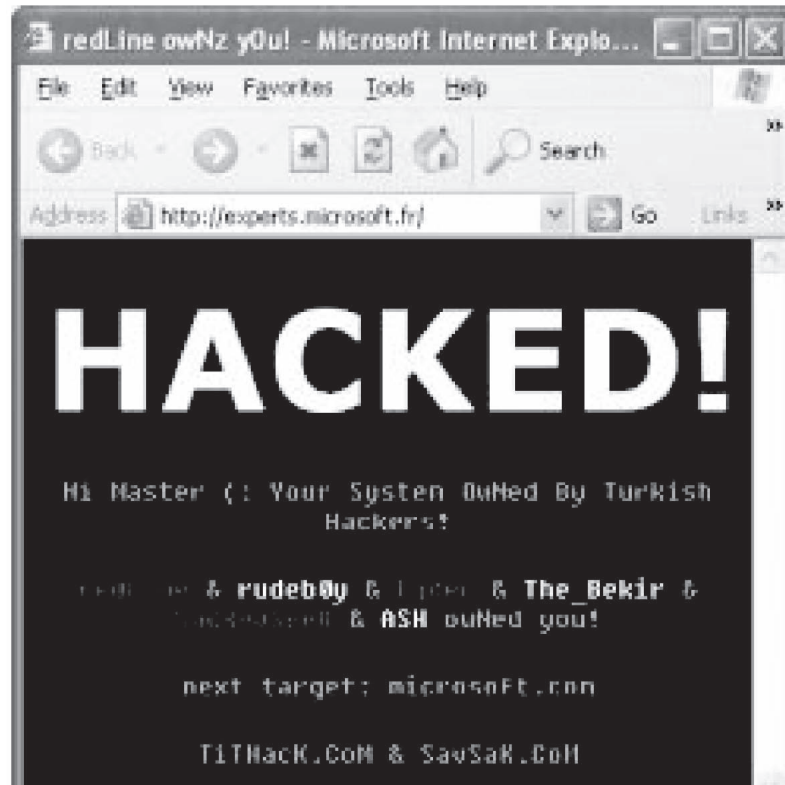 redLine owNz y0u! - Microsoft Internet Explo...
File Edit View Favorites Tools Help
Back Search
Address http://experts.microsoft.fr/ Go Links
HACKED!
Hi Master (: Your System OwNed By Turkish
Hackers!
& rudeb0y & & The_Bekir &
& ASH owNed you!
next target: microsoft.com
TiTHacK.CoM & SavSaK.CoM